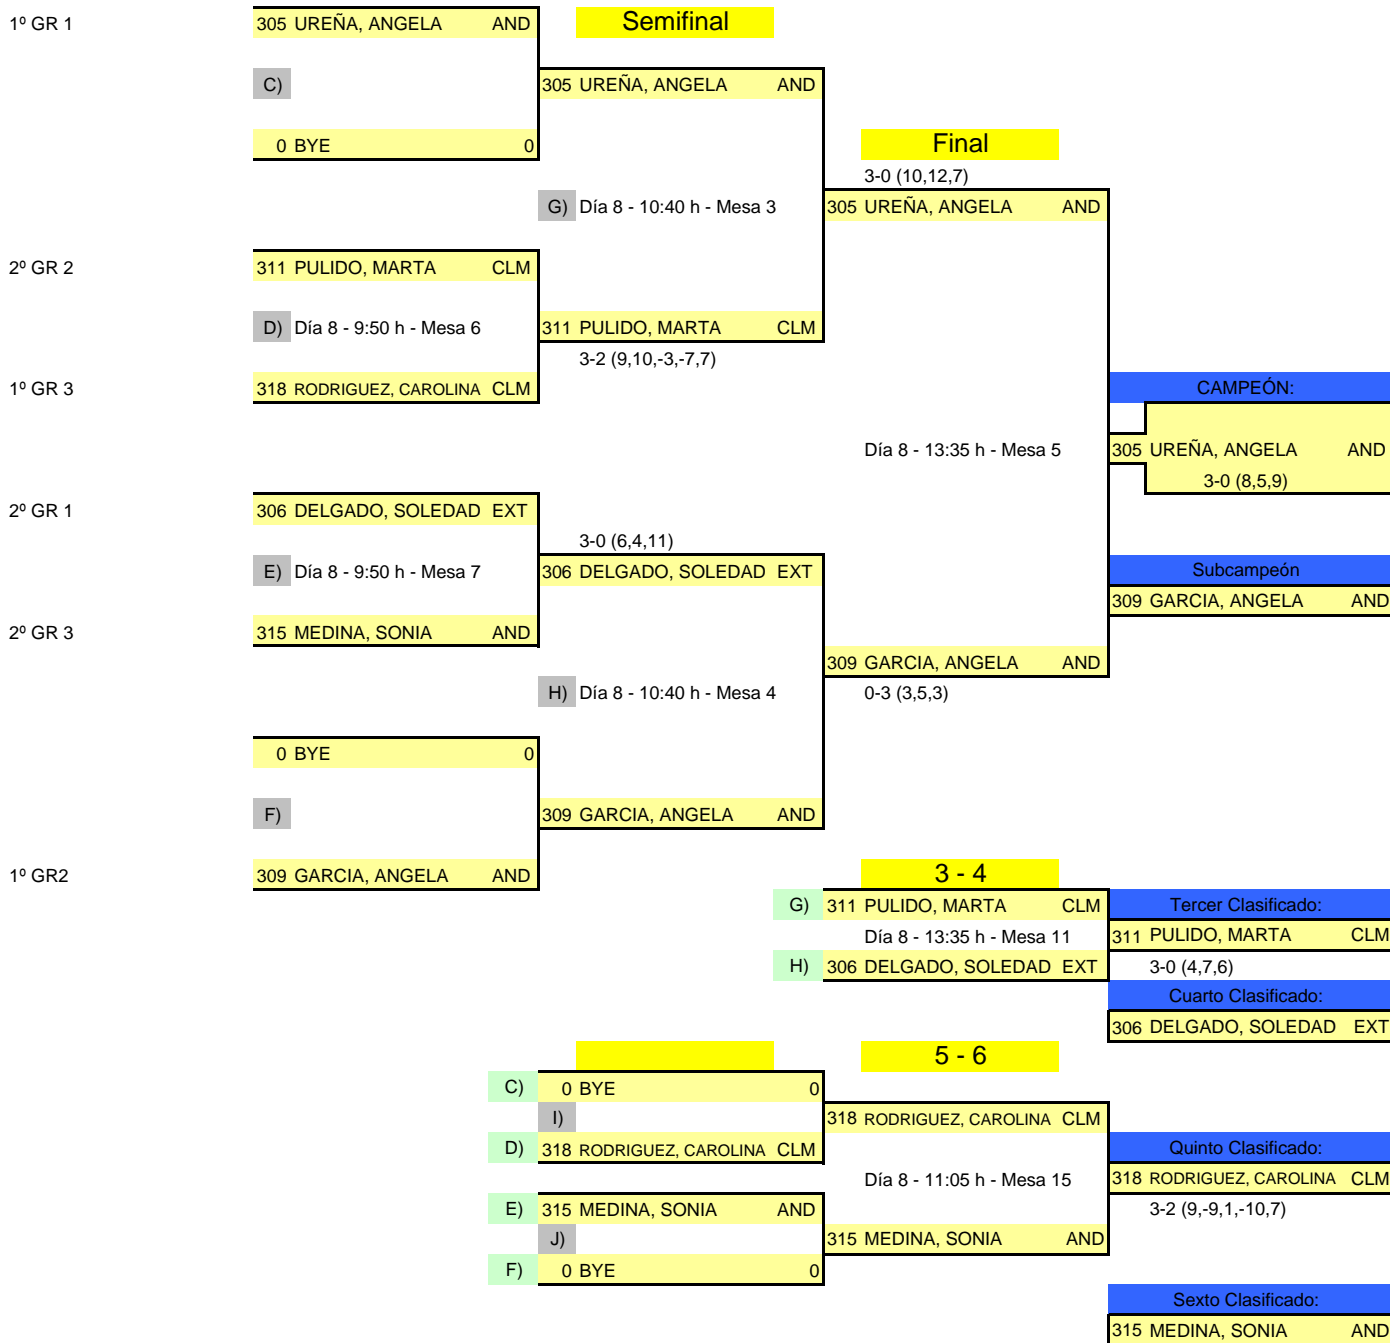 1º GR 1 305 UREÑA, ANGELA AND Semifinal
C) 305 UREÑA, ANGELA AND
0 BYE 0 Final
3-0 (10,12,7)
G) Día 8 - 10:40 h - Mesa 3 305 UREÑA, ANGELA AND
2º GR 2 311 PULIDO, MARTA CLM
D) Día 8 - 9:50 h - Mesa 6 311 PULIDO, MARTA CLM
3-2 (9,10,-3,-7,7)
1º GR 3 318 RODRIGUEZ, CAROLINA CLM CAMPEÓN:
Día 8 - 13:35 h - Mesa 5 305 UREÑA, ANGELA AND
3-0 (8,5,9)
2º GR 1 306 DELGADO, SOLEDAD EXT
3-0 (6,4,11)
E) Día 8 - 9:50 h - Mesa 7 306 DELGADO, SOLEDAD EXT Subcampeón
309 GARCIA, ANGELA AND
2º GR 3 315 MEDINA, SONIA AND
309 GARCIA, ANGELA AND
H) Día 8 - 10:40 h - Mesa 4 0-3 (3,5,3)
0 BYE 0
F) 309 GARCIA, ANGELA AND
1º GR2 309 GARCIA, ANGELA AND 3 - 4
G) 311 PULIDO, MARTA CLM Tercer Clasificado:
Día 8 - 13:35 h - Mesa 11 311 PULIDO, MARTA CLM
H) 306 DELGADO, SOLEDAD EXT 3-0 (4,7,6)
Cuarto Clasificado:
306 DELGADO, SOLEDAD EXT
5 - 6
C) 0 BYE 0
I) 318 RODRIGUEZ, CAROLINA CLM
D) 318 RODRIGUEZ, CAROLINA CLM Quinto Clasificado:
Día 8 - 11:05 h - Mesa 15 318 RODRIGUEZ, CAROLINA CLM
E) 315 MEDINA, SONIA AND 3-2 (9,-9,1,-10,7)
J) 315 MEDINA, SONIA AND
F) 0 BYE 0
Sexto Clasificado:
315 MEDINA, SONIA AND